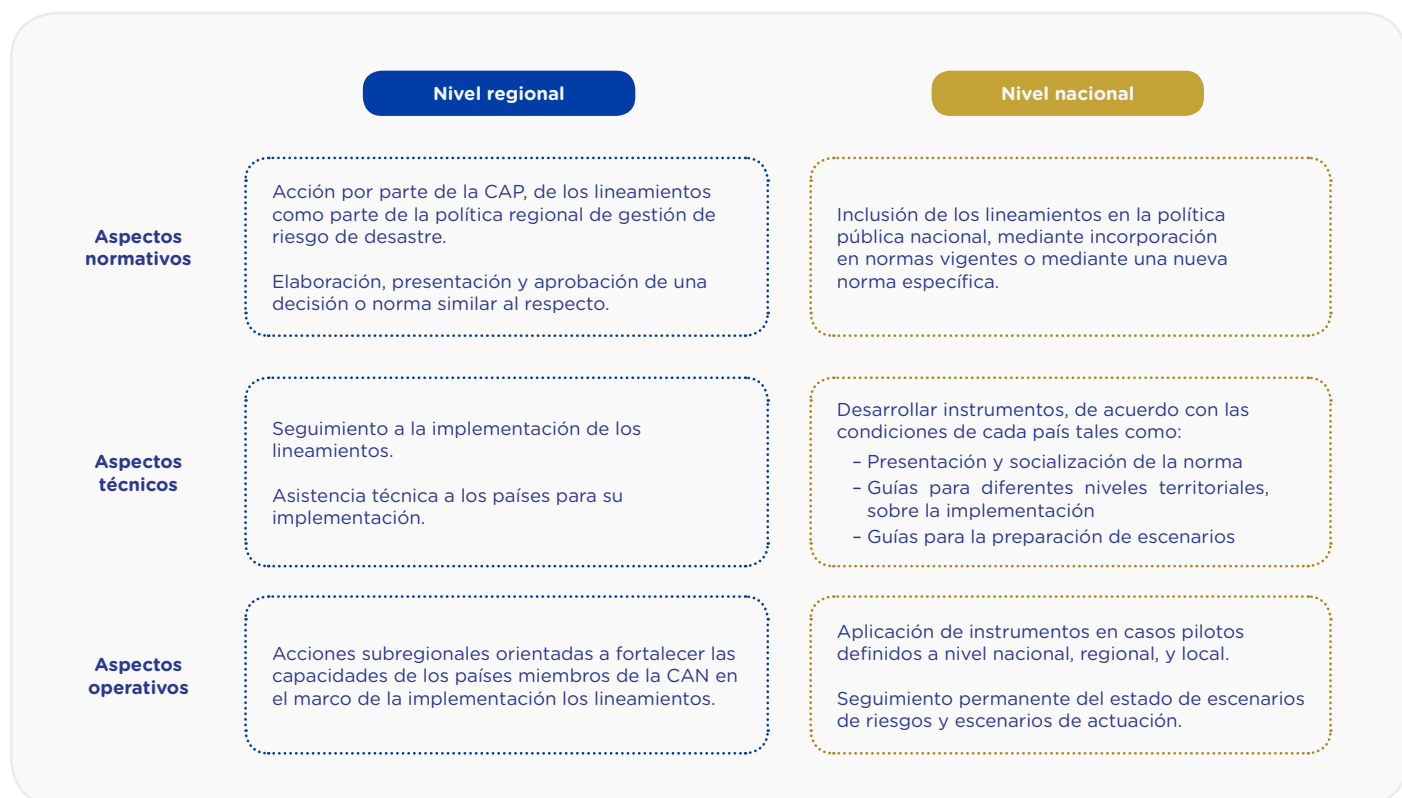 Nivel regional
Nivel nacional
Aspectos
normativos
Acción por parte de la CAP, de los lineamientos
como parte de la política regional de gestión de
riesgo de desastre.
Elaboración, presentación y aprobación de una
decisión o norma similar al respecto.
Inclusión de los lineamientos en la política
pública nacional, mediante incorporación
en normas vigentes o mediante una nueva
norma específica.
Aspectos
técnicos
Seguimiento a la implementación de los
lineamientos.
Asistencia técnica a los países para su
implementación.
Desarrollar instrumentos, de acuerdo con las
condiciones de cada país tales como:
– Presentación y socialización de la norma
– Guías para diferentes niveles territoriales,
sobre la implementación
– Guías para la preparación de escenarios
Aspectos
operativos
Acciones subregionales orientadas a fortalecer las
capacidades de los países miembros de la CAN en
el marco de la implementación los lineamientos.
Aplicación de instrumentos en casos pilotos
definidos a nivel nacional, regional, y local.
Seguimiento permanente del estado de escenarios
de riesgos y escenarios de actuación.